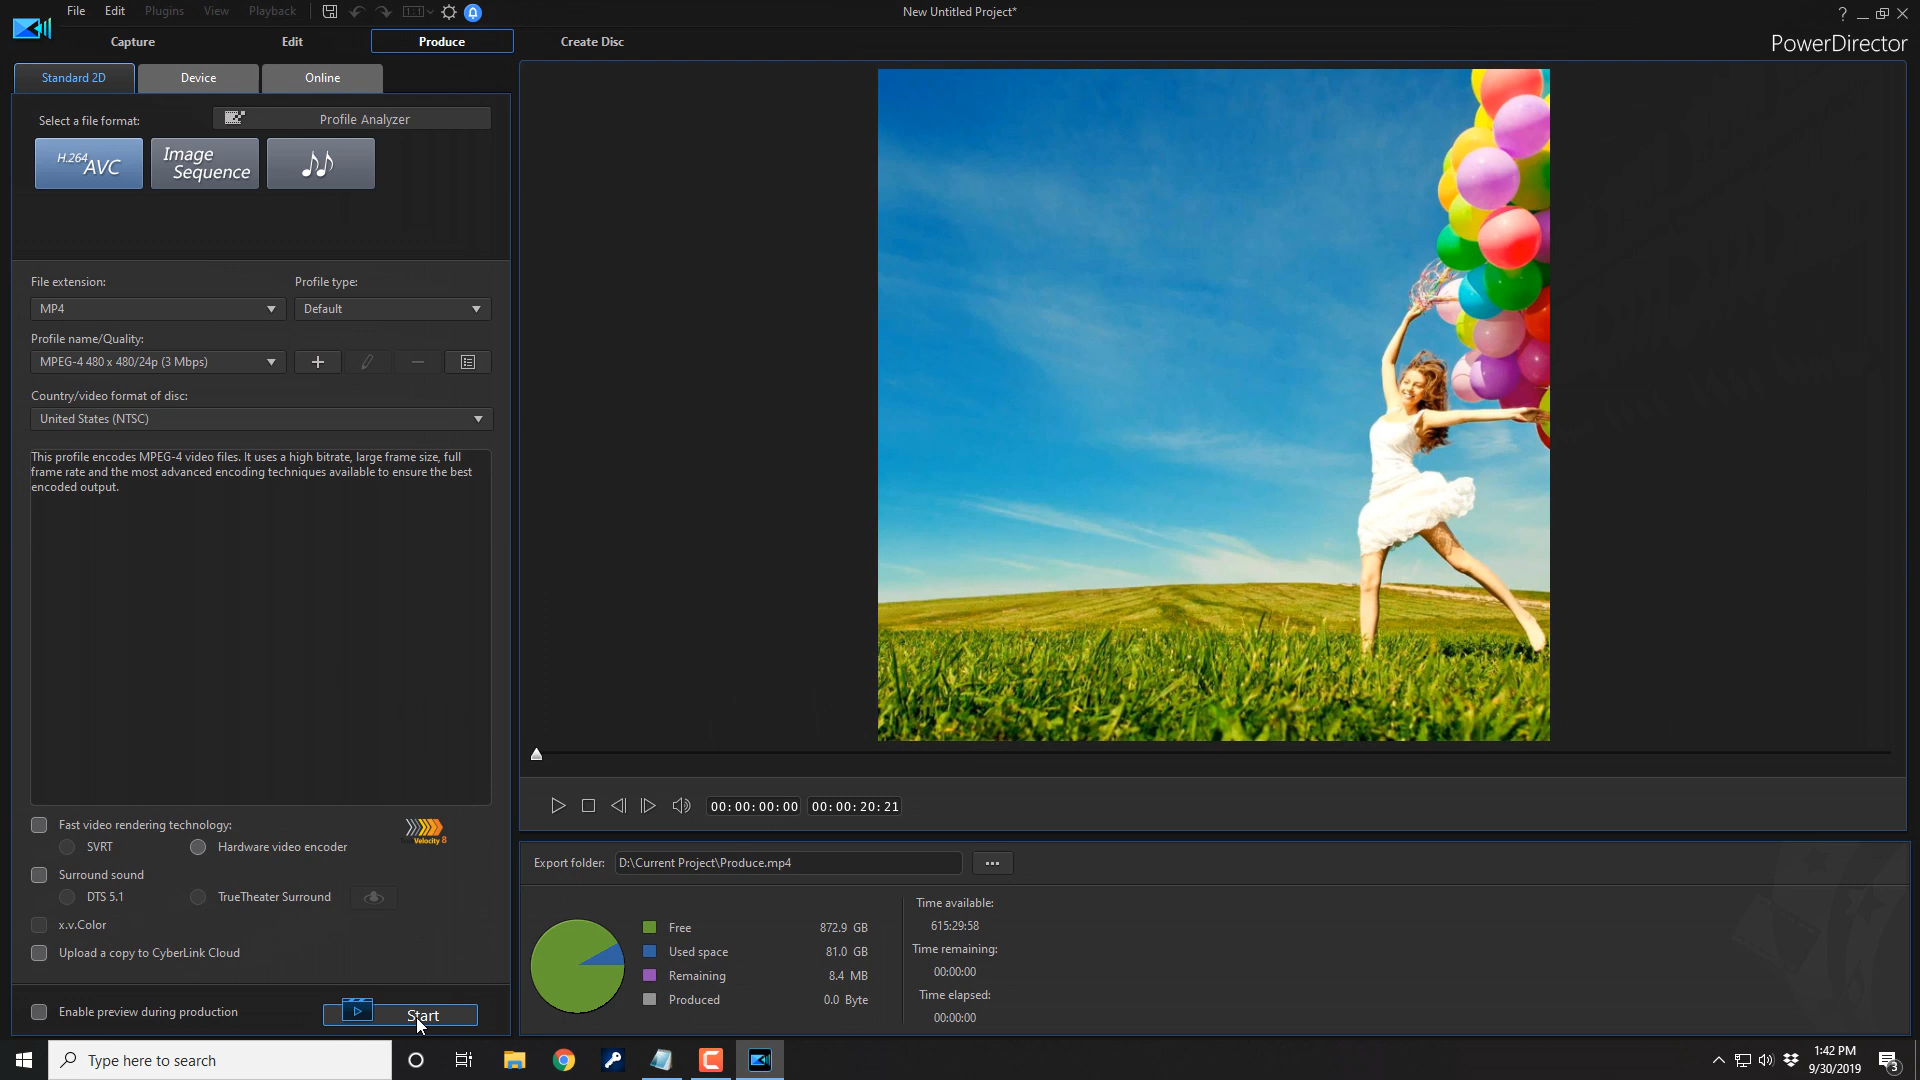 File Edit Plugins View Playback
New Untitled Project*
PowerDirector
Capture Edit Produce Create Disc
Standard 2D Device Online
Select a file format:
Profile Analyzer
H.264 AVC
Image Sequence
File extension: Profile type:
MP4 Default
Profile name/Quality:
MPEG-4 480 x 480/24p (3 Mbps)
Country/video format of disc:
United States (NTSC)
This profile encodes MPEG-4 video files. It uses a high bitrate, large frame size, full
frame rate and the most advanced encoding techniques available to ensure the best
encoded output.
00:00:00:00 00:00:20:21
Fast video rendering technology:
Velocity 8
SVRT Hardware video encoder
Surround sound
DTS 5.1 TrueTheater Surround
x.v.Color
Upload a copy to CyberLink Cloud
Enable preview during production
Start
Export folder: D:\Current Project\Produce.mp4
Free 872.9 GB
Used space 81.0 GB
Remaining 8.4 MB
Produced 0.0 Byte
Time available:
615:29:58
Time remaining:
00:00:00
Time elapsed:
00:00:00
Type here to search
1:42 PM
9/30/2019
3